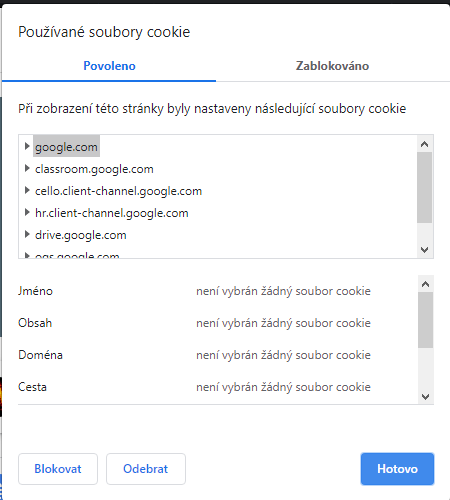 Používané soubory cookie
Povoleno Zablokováno
Při zobrazení této stránky byly nastaveny následující soubory cookie
google.com
classroom.google.com
cello.client-channel.google.com
hr.client-channel.google.com
drive.google.com
ogs.google.com
Jméno není vybrán žádný soubor cookie
Obsah není vybrán žádný soubor cookie
Doména není vybrán žádný soubor cookie
Cesta není vybrán žádný soubor cookie
Blokovat Odebrat Hotovo